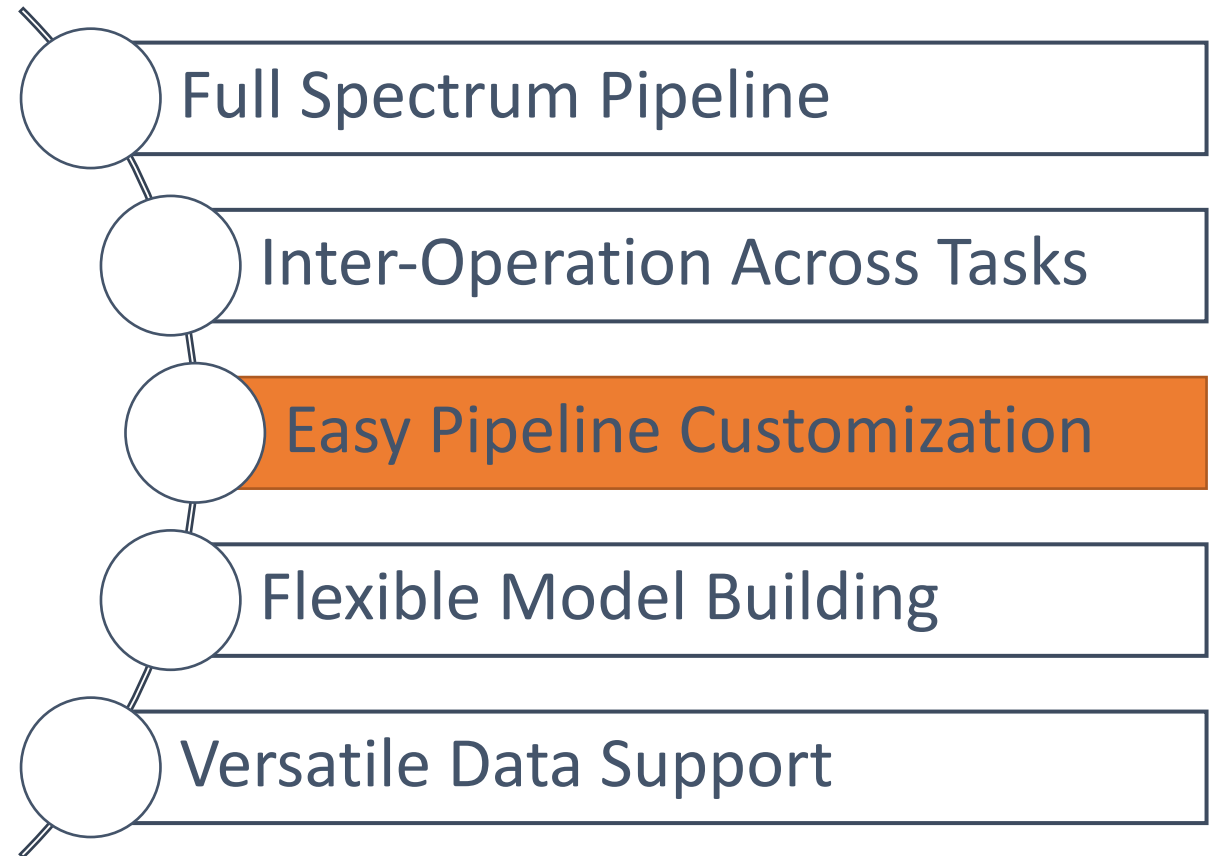 Full Spectrum Pipeline
Inter-Operation Across Tasks
Easy Pipeline Customization
Flexible Model Building
Versatile Data Support